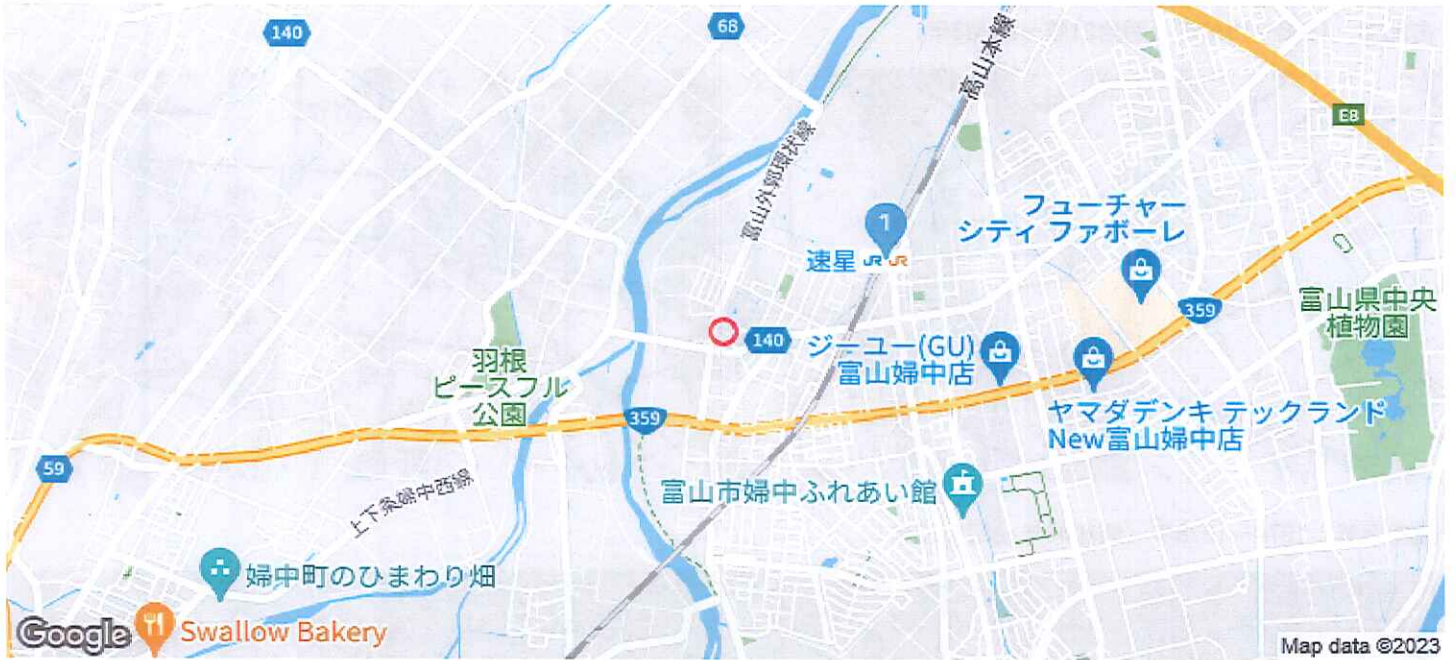 140
68
高山本線
E8
富山外郭環状線
1
フューチャー
シティ ファボーレ
速星
JR JR
359
富山県中央
植物園
140
ジーユー(GU)
富山婦中店
羽根
ピースフル
公園
359
ヤマダデンキ テックランド
New富山婦中店
59
富山市婦中ふれあい館
上下条婦中西線
婦中町のひまわり畑
Google
Swallow Bakery
Map data ©2023